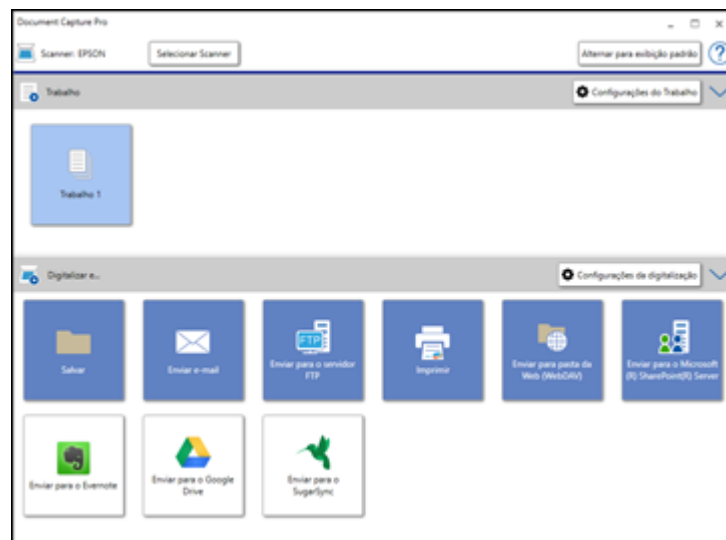 Document Capture Pro
Scanner: EPSON
Selecionar Scanner
Alternar para exibição padrão
?
Trabalho
Configurações do Trabalho
Trabalho 1
Digitalizar e...
Configurações da digitalização
Salvar
Enviar e-mail
Enviar para o servidor
FTP
FTP
Imprimir
Enviar para pasta da
Web (WebDAV)
Enviar para o Microsoft
(R) SharePoint(R) Server
Enviar para o Evernote
Enviar para o Google
Drive
Enviar para o
SugarSync